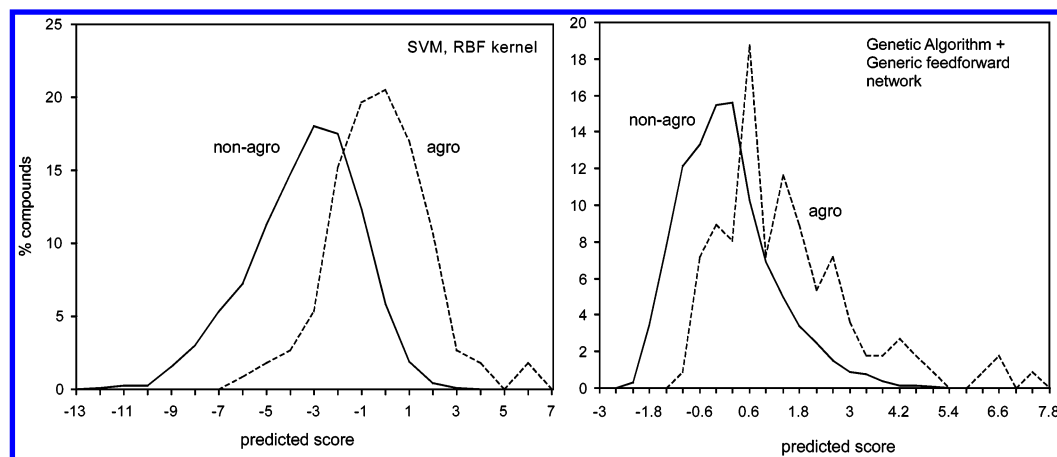 25
20
15
10
5
0
% compounds
SVM, RBF kernel
non-agro
agro
-13 -11 -9 -7 -5 -3 -1 1 3 5 7
predicted score
20
18
16
14
12
10
8
6
4
2
0
Genetic Algorithm +
Generic feedforward
network
non-agro
agro
-3 -1.8 -0.6 0.6 1.8 3 4.2 5.4 6.6 7.8
predicted score